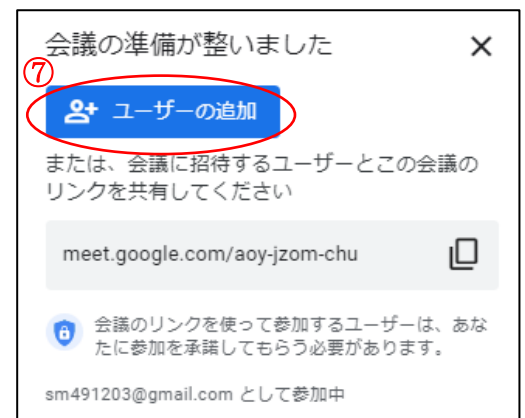 会議の準備が整いました
⑦
ユーザーの追加
または、会議に招待するユーザーとこの会議の
リンクを共有してください
meet.google.com/aoy-jzom-chu
会議のリンクを使って参加するユーザーは、あな
たに参加を承諾してもらう必要があります。
sm491203@gmail.com として参加中